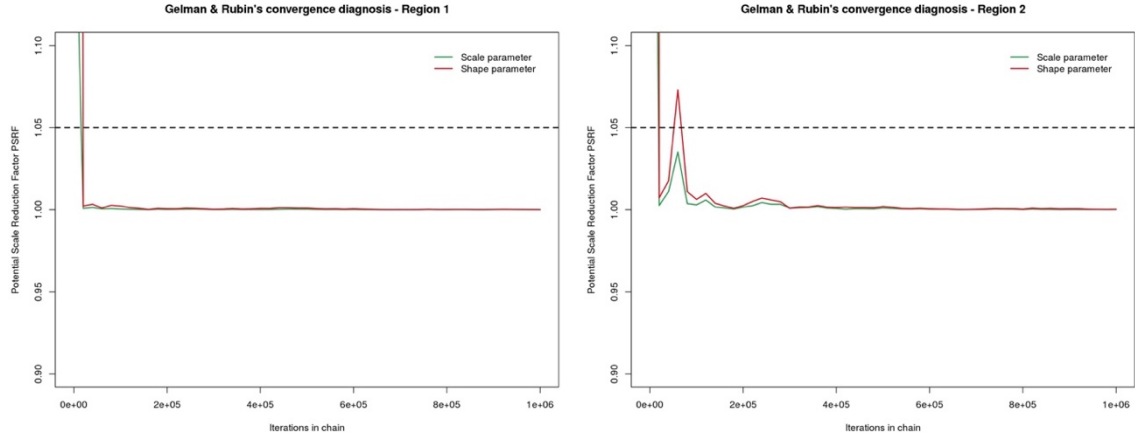 Gelman & Rubin's convergence diagnosis - Region 1
Scale parameter
Shape parameter
Potential Scale Reduction Factor PSRF
1.10
1.05
1.00
0.95
0.90
0e+00 2e+05 4e+05 6e+05 8e+05 1e+06
Iterations in chain
Gelman & Rubin's convergence diagnosis - Region 2
Scale parameter
Shape parameter
Potential Scale Reduction Factor PSRF
1.10
1.05
1.00
0.95
0.90
0e+00 2e+05 4e+05 6e+05 8e+05 1e+06
Iterations in chain